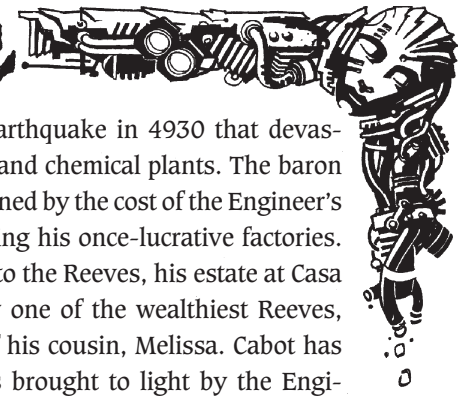 arthquake in 4930 that devas-
and chemical plants. The baron
ned by the cost of the Engineer’s
ing his once-lucrative factories.
to the Reeves, his estate at Casa
one of the wealthiest Reeves,
his cousin, Melissa. Cabot has
brought to light by the Engi-